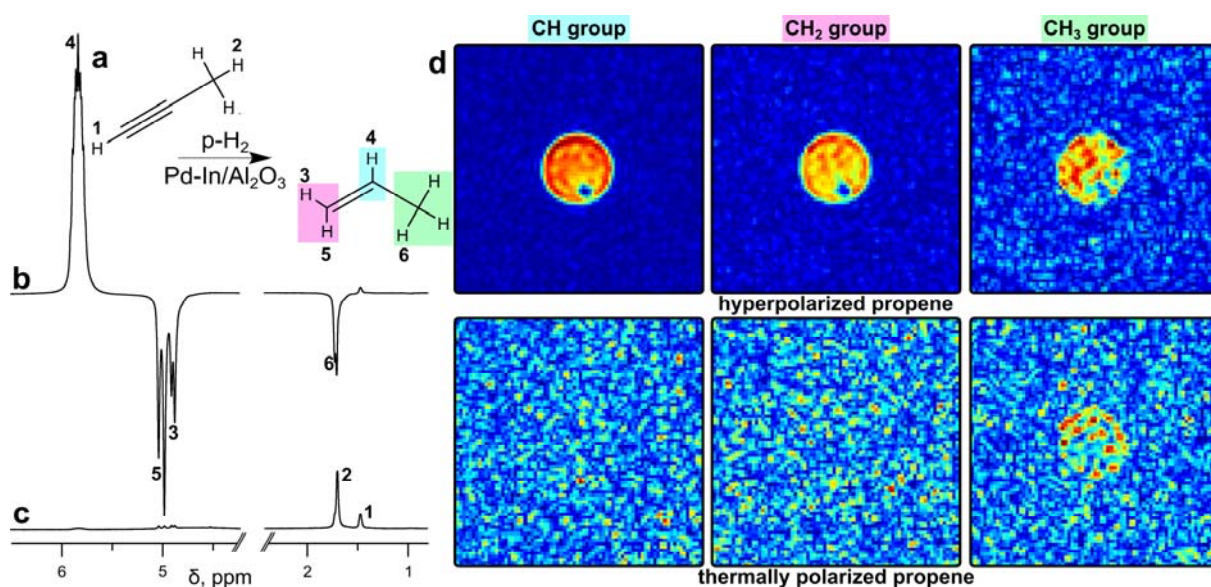 CH group
CH₂ group
CH₃ group
4
a
2
H
H
H
1
H
p-H₂
Pd-In/Al₂O₃
d
4
H
3
H
H
H
H
H
5
6
b
hyperpolarized propene
6
3
5
2
1
c
6
5
δ, ppm
2
1
thermally polarized propene